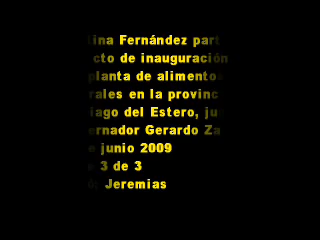 ina Fernández part
cto de inauguración
planta de alimento
rales en la provinc
iago del Estero, ju
ernador Gerardo Za
junio 2009
3 de 3
Jeremias